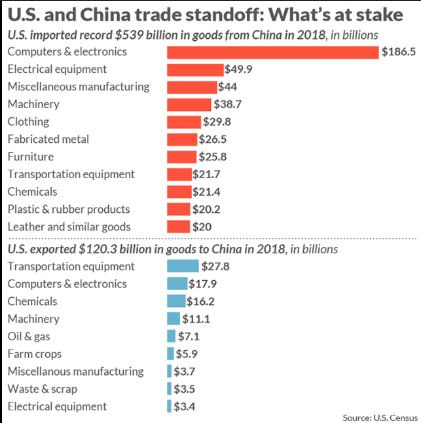 U.S. and China trade standoff: What's at stake
U.S. imported record $539 billion in goods from China in 2018, in billions
Computers & electronics $186.5
Electrical equipment $49.9
Miscellaneous manufacturing $44
Machinery $38.7
Clothing $29.8
Fabricated metal $26.5
Furniture $25.8
Transportation equipment $21.7
Chemicals $21.4
Plastic & rubber products $20.2
Leather and similar goods $20
U.S. exported $120.3 billion in goods to China in 2018, in billions
Transportation equipment $27.8
Computers & electronics $17.9
Chemicals $16.2
Machinery $11.1
Oil & gas $7.1
Farm crops $5.9
Miscellanous manufacturing $3.7
Waste & scrap $3.5
Electrical equipment $3.4
Source: U.S. Census